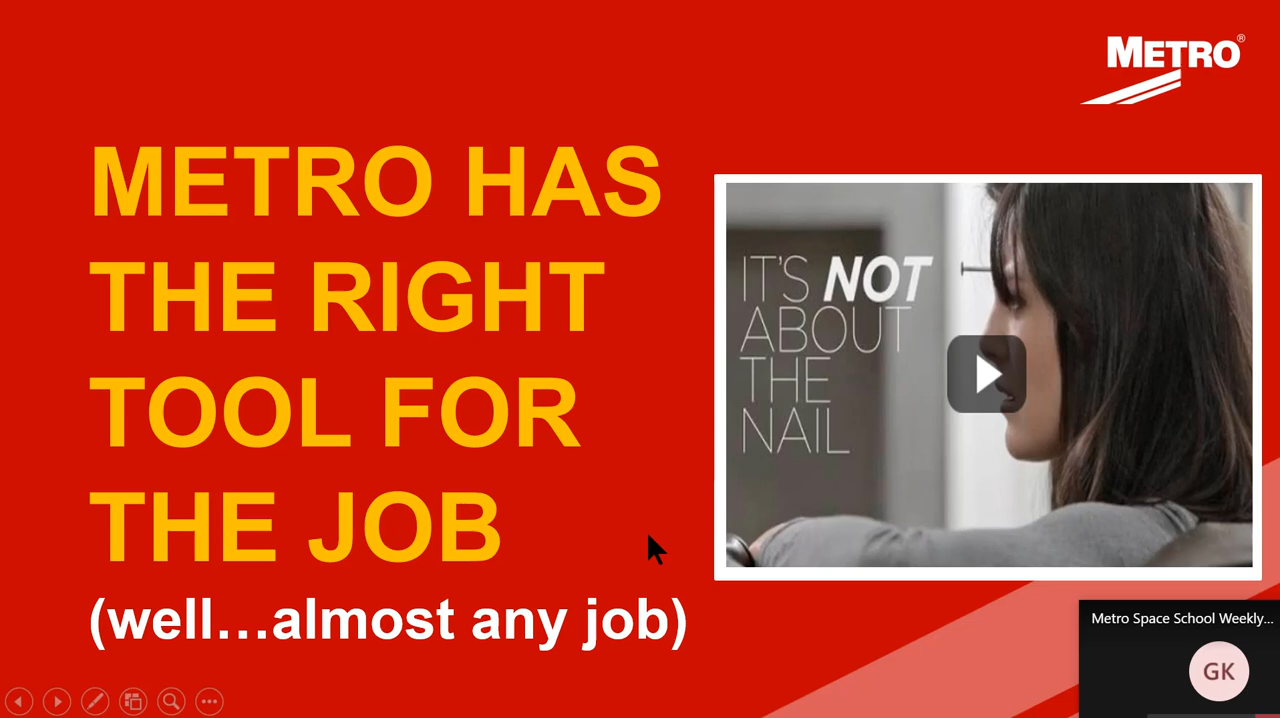 METRO®
METRO HAS
THE RIGHT
TOOL FOR
THE JOB
(well...almost any job)
IT'S NOT
ABOUT
THE
NAIL
Metro Space School Weekly...
GK